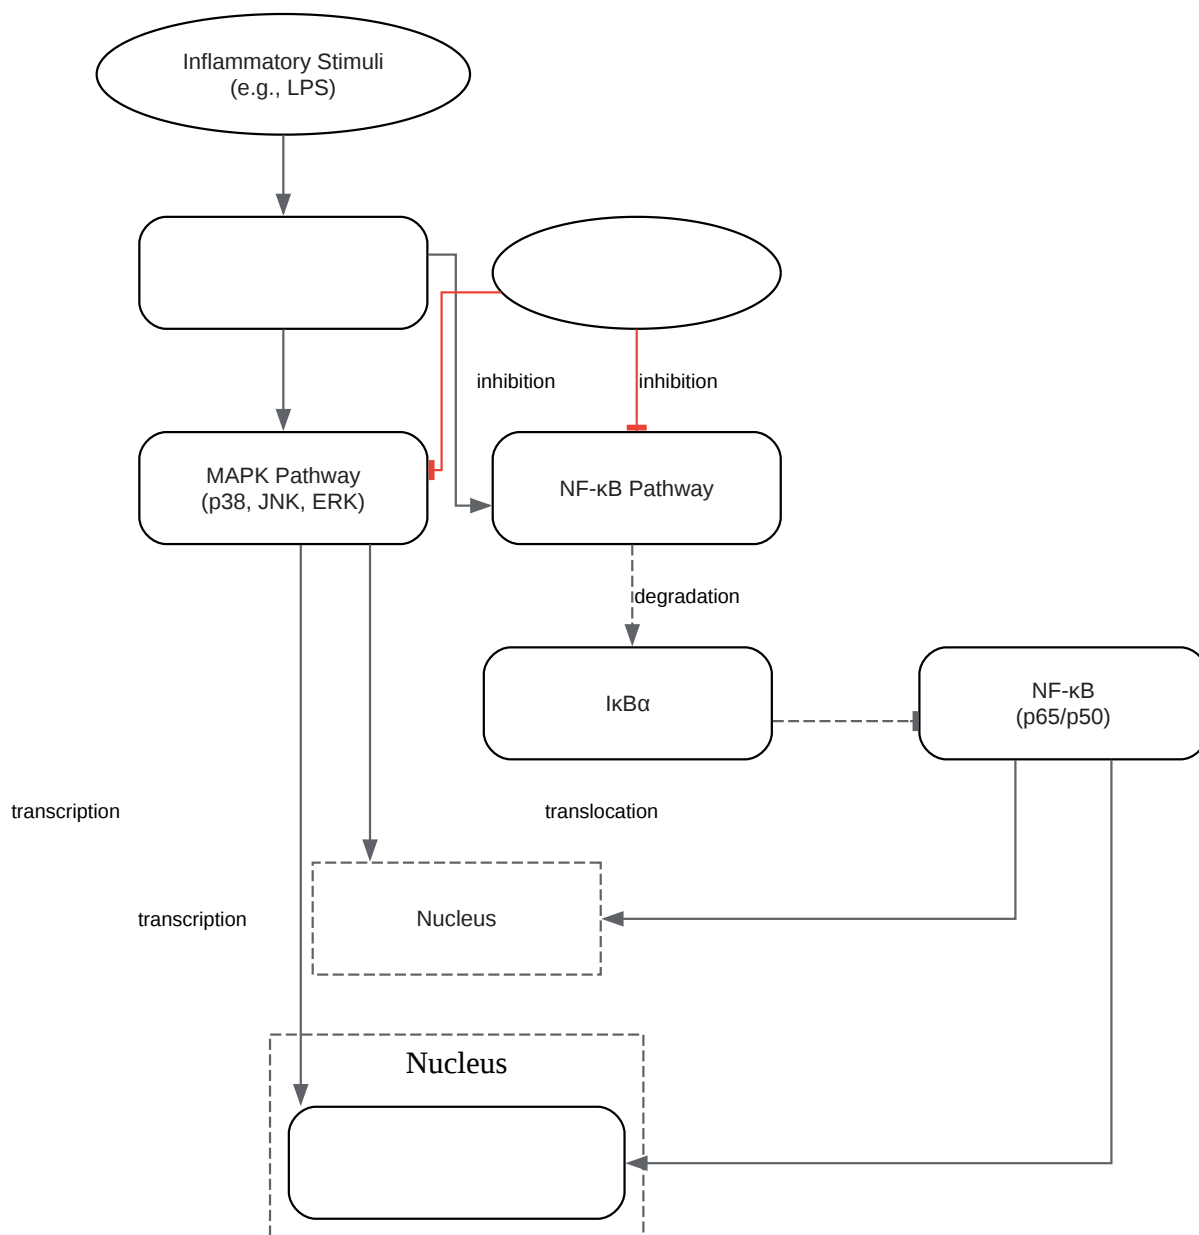 Inflammatory Stimuli
(e.g., LPS)
inhibition
inhibition
MAPK Pathway
(p38, JNK, ERK)
NF-κB Pathway
degradation
IκBα
NF-κB
(p65/p50)
transcription
translocation
transcription
Nucleus
Nucleus